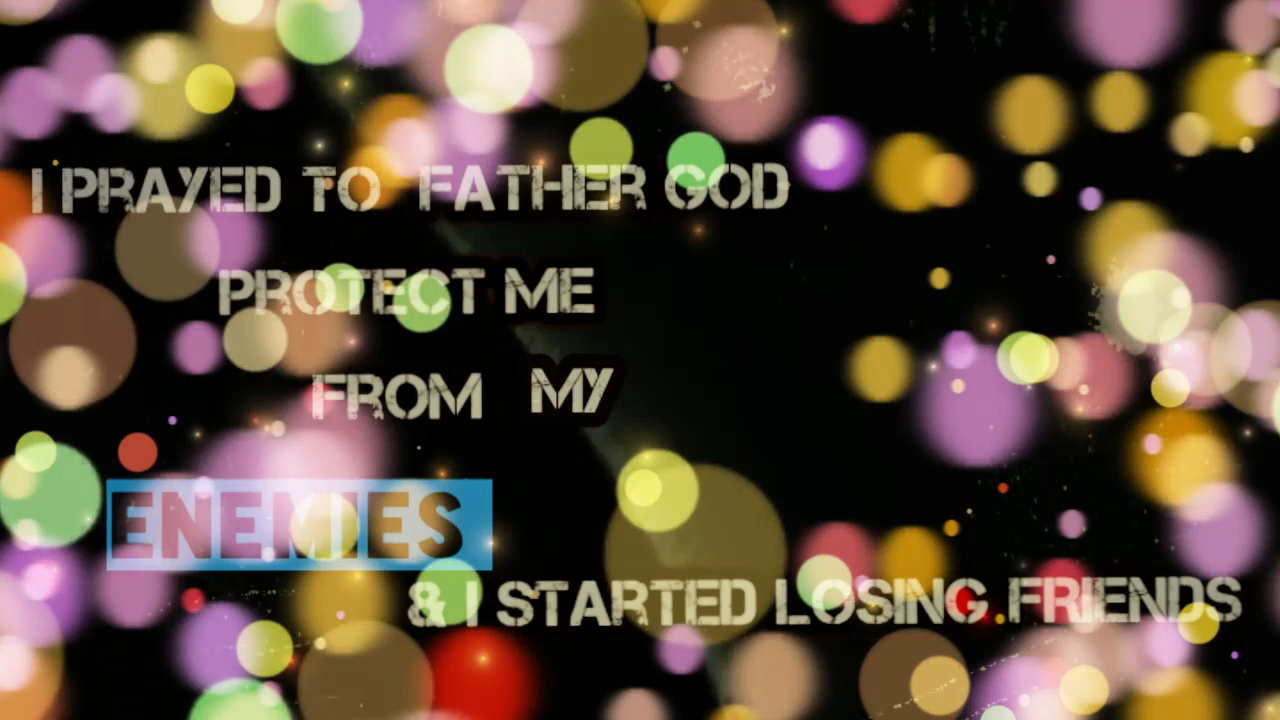 I PRAYED TO FATHER GOD
PROTECT ME
FROM MY
ENEMIES
& I STARTED LOSING FRIENDS